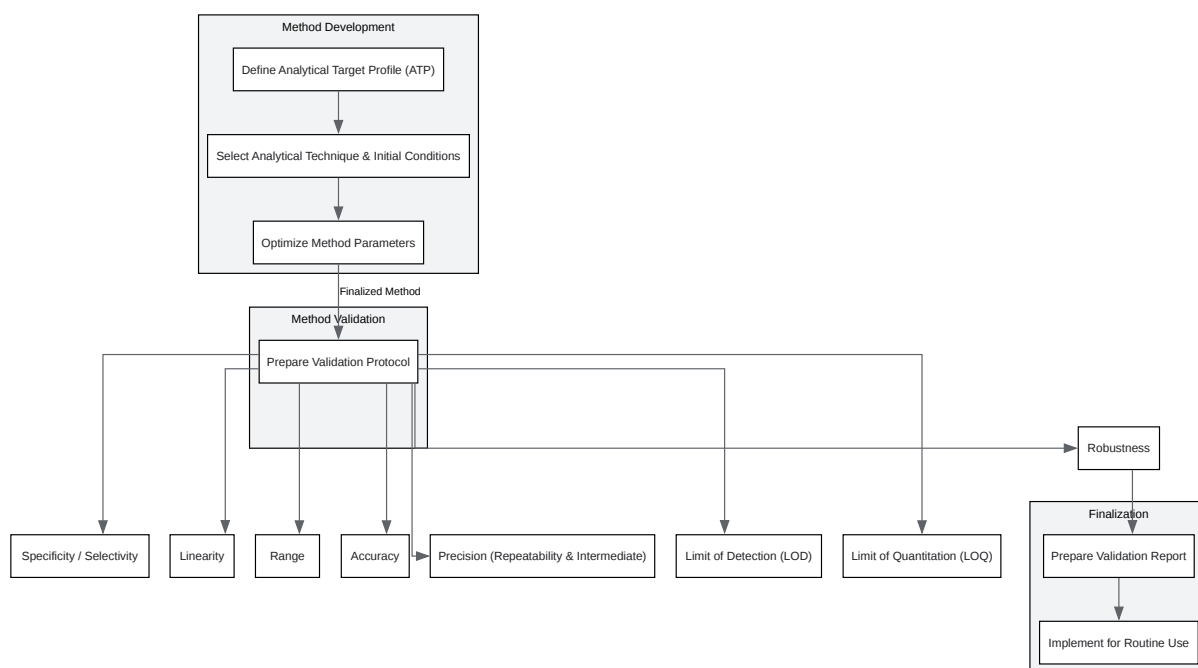 Method Development
Define Analytical Target Profile (ATP)
Select Analytical Technique & Initial Conditions
Optimize Method Parameters
Finalized Method
Method Validation
Prepare Validation Protocol
Robustness
Finalization
Specificity / Selectivity
Linearity
Range
Accuracy
Precision (Repeatability & Intermediate)
Limit of Detection (LOD)
Limit of Quantitation (LOQ)
Prepare Validation Report
Implement for Routine Use